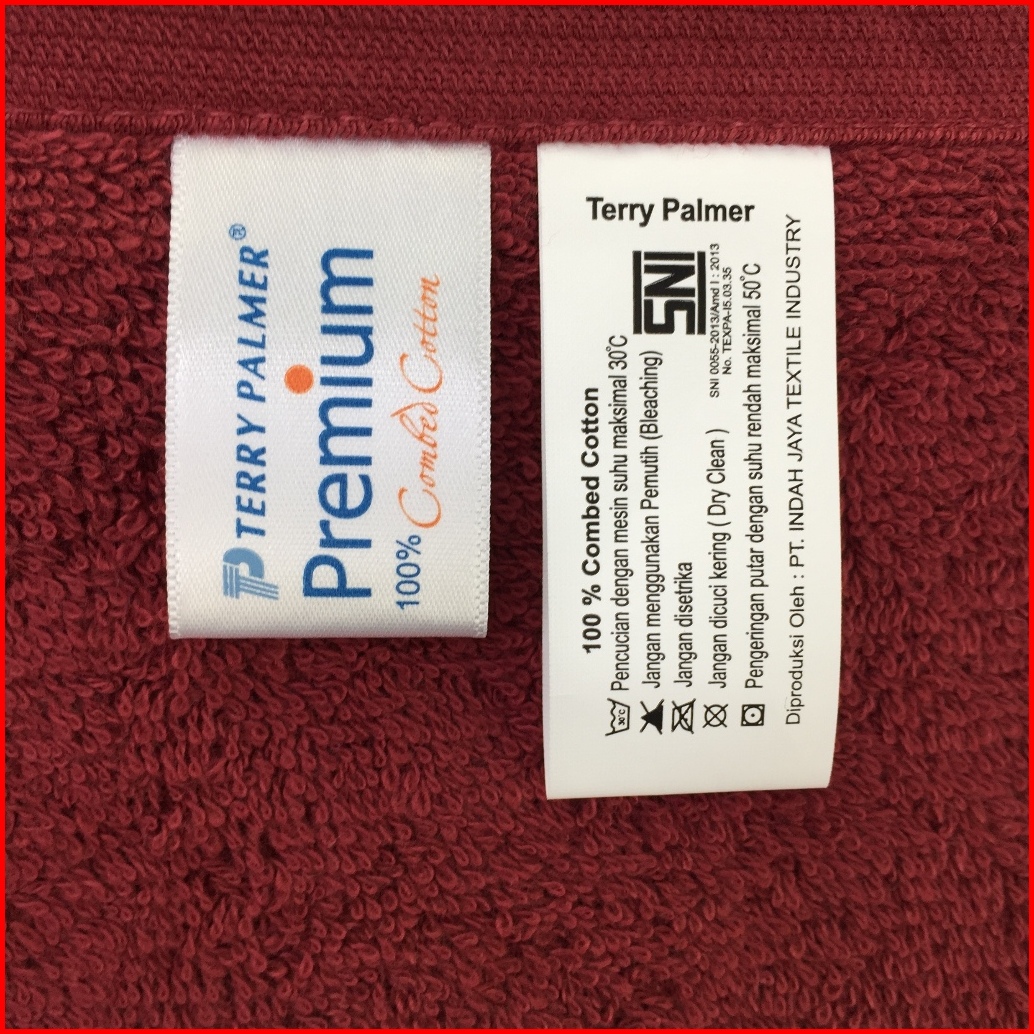 TERRY PALMER®
Premium
100% Combed Cotton
Terry Palmer
SNI
SNI 0055-2013/Amd I : 2013
No. TEXPA-I5.03.35
100 % Combed Cotton
30°C Pencucian dengan mesin suhu maksimal 30°C
Jangan menggunakan Pemutih (Bleaching)
Jangan disetrika
Jangan dicuci kering ( Dry Clean )
Pengeringan putar dengan suhu rendah maksimal 50°C
Diproduksi Oleh : PT. INDAH JAYA TEXTILE INDUSTRY